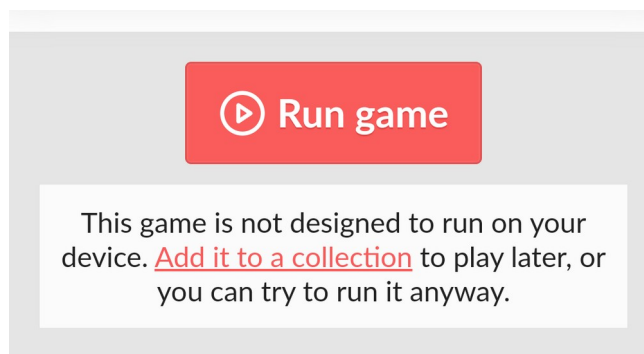 Run game
This game is not designed to run on your
device. Add it to a collection to play later, or
you can try to run it anyway.